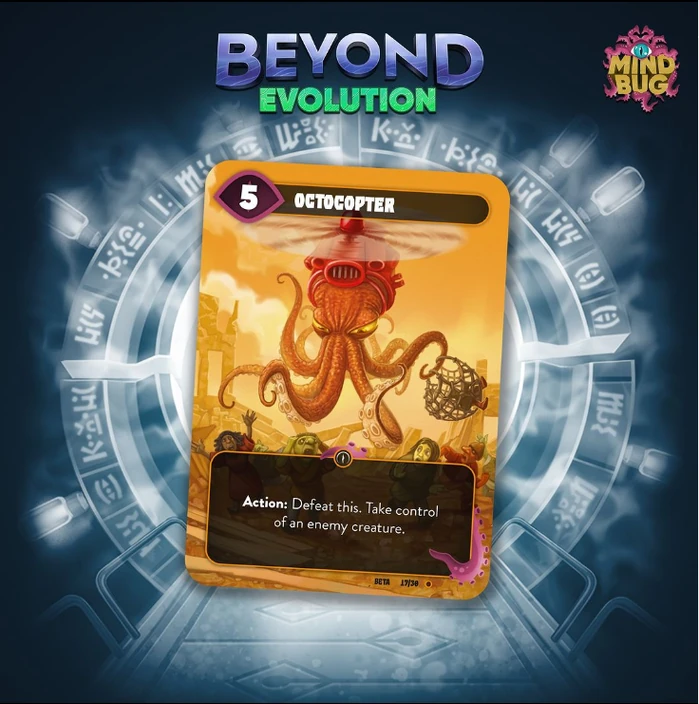 BEYOND
EVOLUTION
MIND
BUG
5
OCTOCOPTER
Action: Defeat this. Take control
of an enemy creature.
BETA 17/38